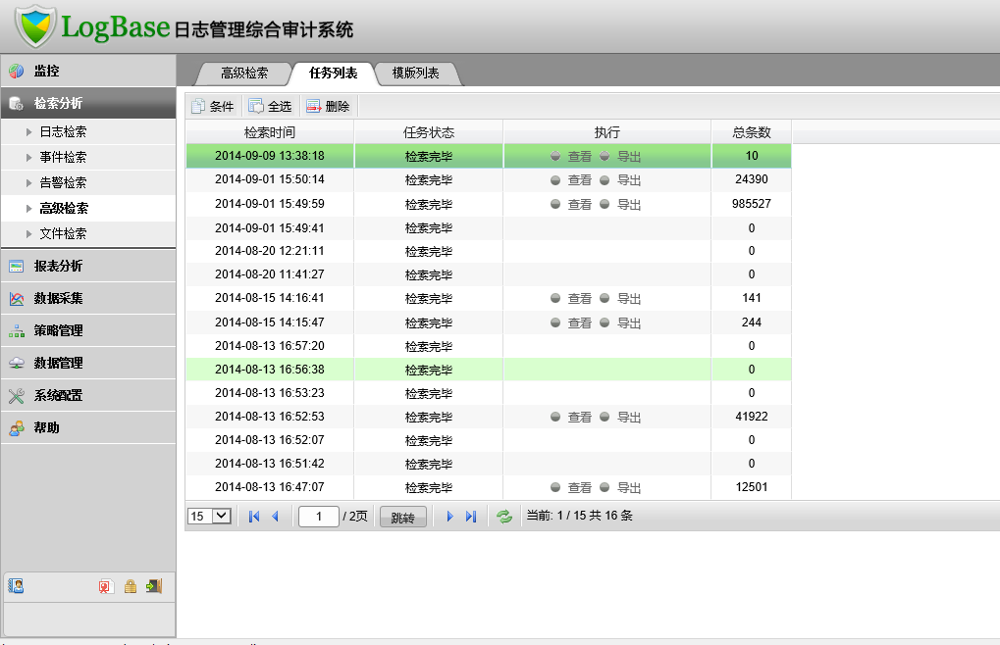 LogBase日志管理综合审计系统
监控
检索分析
日志检索
事件检索
告警检索
高级检索
文件检索
报表分析
数据采集
策略管理
数据管理
系统配置
帮助
高级检索 任务列表 模版列表
条件 全选 删除
检索时间 任务状态 执行 总条数
2014-09-09 13:38:18 检索完毕 查看 导出 10
2014-09-01 15:50:14 检索完毕 查看 导出 24390
2014-09-01 15:49:59 检索完毕 查看 导出 985527
2014-09-01 15:49:41 检索完毕 0
2014-08-20 12:21:11 检索完毕 0
2014-08-20 11:41:27 检索完毕 0
2014-08-15 14:16:41 检索完毕 查看 导出 141
2014-08-15 14:15:47 检索完毕 查看 导出 244
2014-08-13 16:57:20 检索完毕 0
2014-08-13 16:56:38 检索完毕 0
2014-08-13 16:53:23 检索完毕 0
2014-08-13 16:52:53 检索完毕 查看 导出 41922
2014-08-13 16:52:07 检索完毕 0
2014-08-13 16:51:42 检索完毕 0
2014-08-13 16:47:07 检索完毕 查看 导出 12501
15 1 / 2页 跳转 当前: 1 / 15 共 16 条